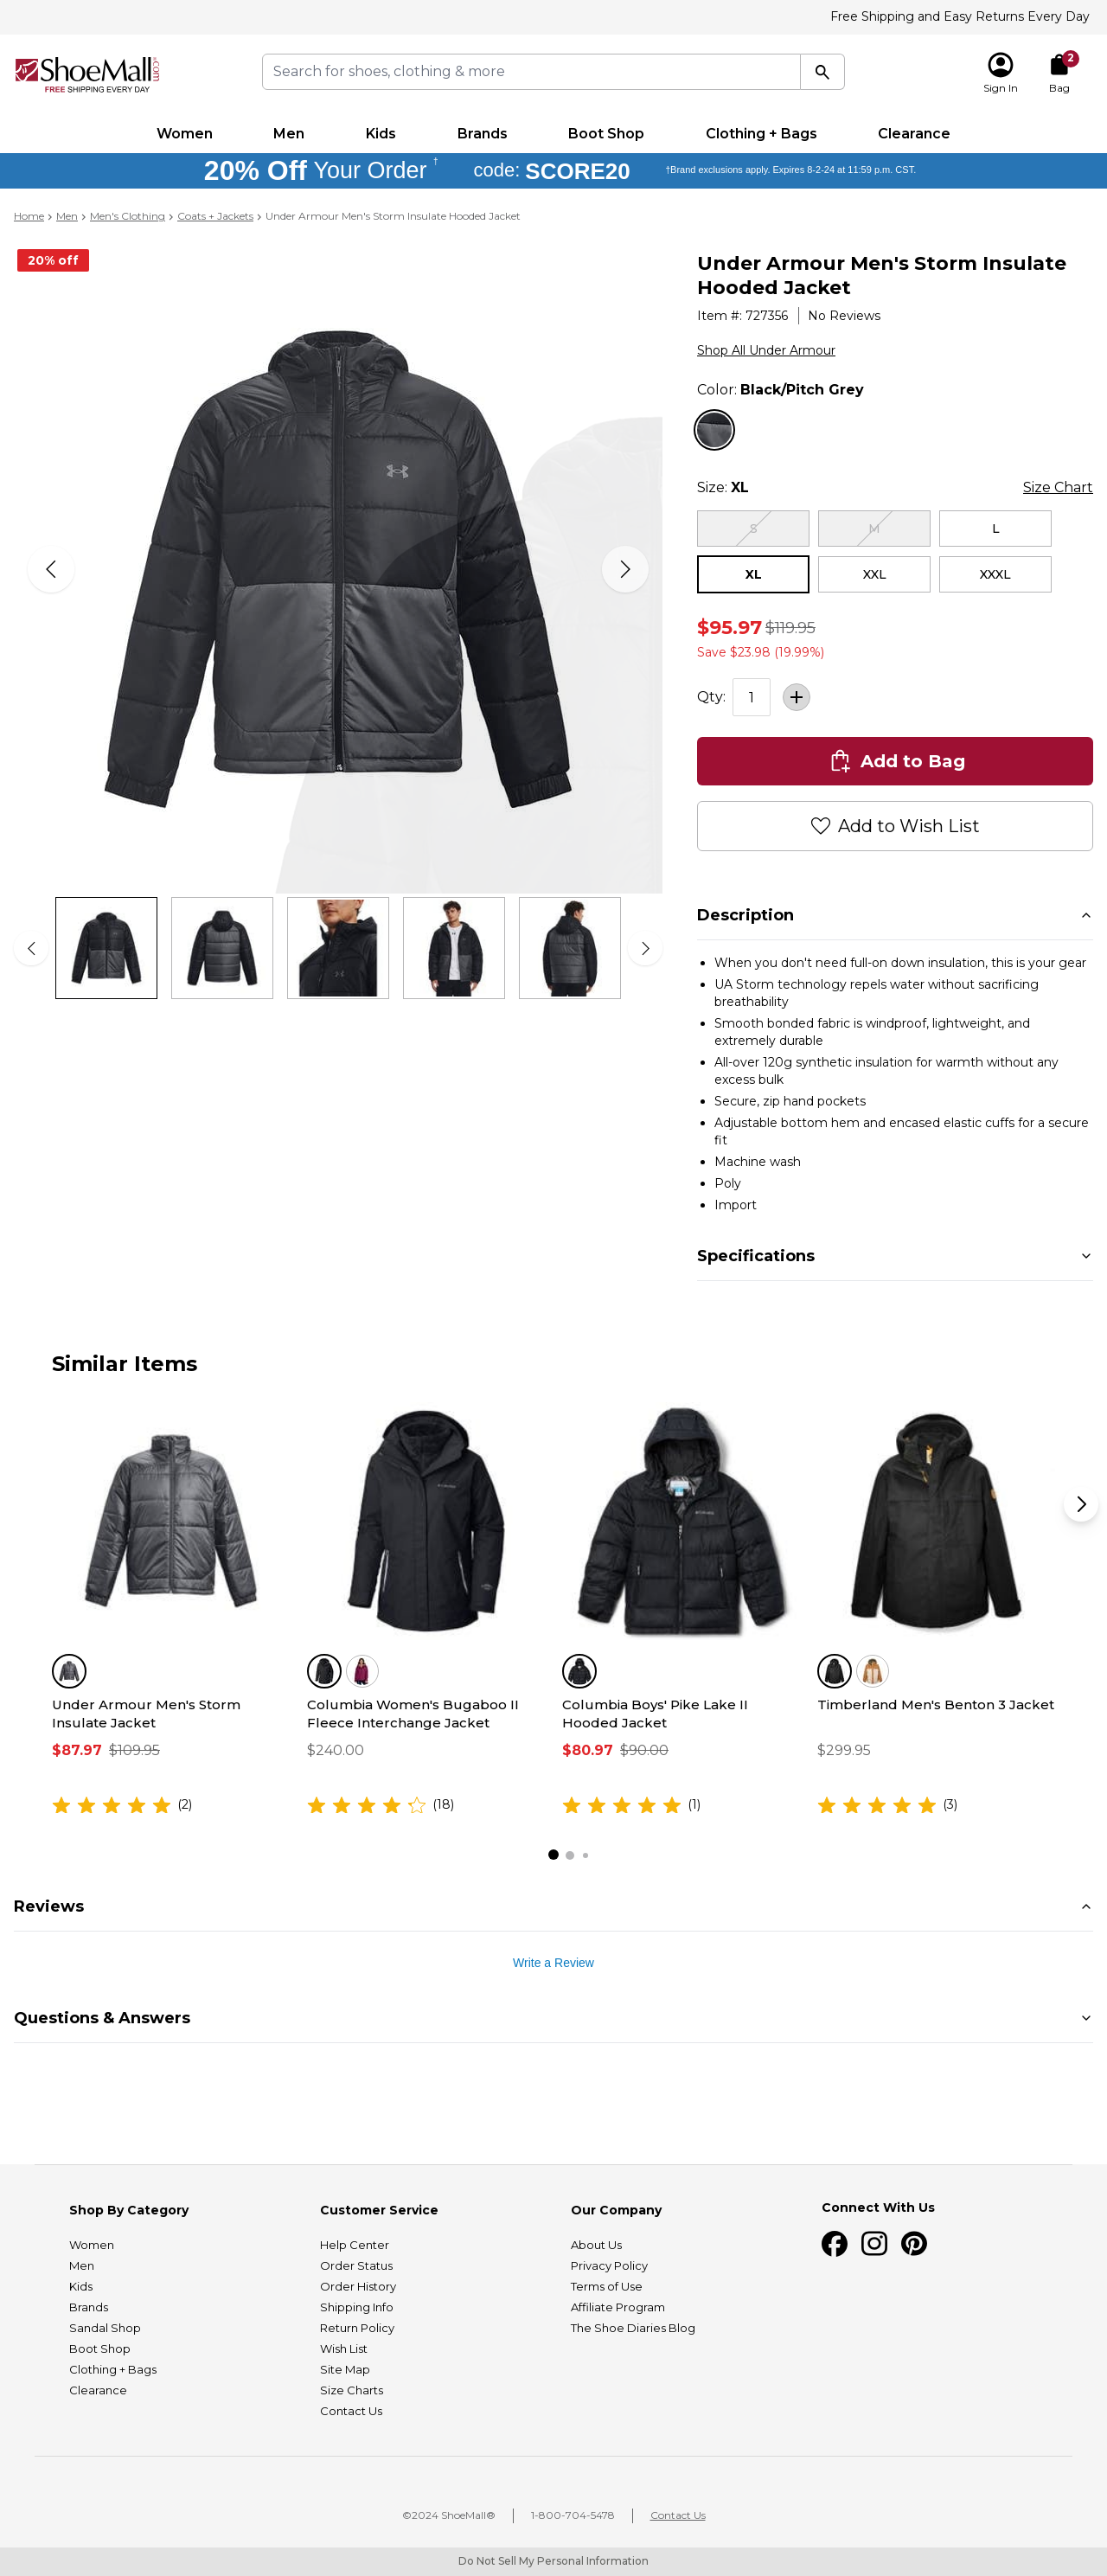 Free Shipping and Easy Returns Every Day
ShoeMall.com
FREE SHIPPING EVERY DAY
Search for shoes, clothing & more
2
Sign In
Bag
Women
Men
Kids
Brands
Boot Shop
Clothing + Bags
Clearance
20% Off Your Order † code: SCORE20 †Brand exclusions apply. Expires 8-2-24 at 11:59 p.m. CST.
Home > Men > Men's Clothing > Coats + Jackets > Under Armour Men's Storm Insulate Hooded Jacket
20% off
Under Armour Men's Storm Insulate
Hooded Jacket
Item #: 727356 | No Reviews
Shop All Under Armour
Color: Black/Pitch Grey
Size: XL
Size Chart
S
M
L
XL
XXL
XXXL
$95.97 $119.95
Save $23.98 (19.99%)
Qty: 1 +
Add to Bag
Add to Wish List
Description
• When you don't need full-on down insulation, this is your gear
• UA Storm technology repels water without sacrificing
breathability
• Smooth bonded fabric is windproof, lightweight, and
extremely durable
• All-over 120g synthetic insulation for warmth without any
excess bulk
• Secure, zip hand pockets
• Adjustable bottom hem and encased elastic cuffs for a secure
fit
• Machine wash
• Poly
• Import
Specifications
Similar Items
Under Armour Men's Storm
Insulate Jacket
$87.97 $109.95
(2)
Columbia Women's Bugaboo II
Fleece Interchange Jacket
$240.00
(18)
Columbia Boys' Pike Lake II
Hooded Jacket
$80.97 $90.00
(1)
Timberland Men's Benton 3 Jacket
$299.95
(3)
Reviews
Write a Review
Questions & Answers
Shop By Category
Women
Men
Kids
Brands
Sandal Shop
Boot Shop
Clothing + Bags
Clearance
Customer Service
Help Center
Order Status
Order History
Shipping Info
Return Policy
Wish List
Site Map
Size Charts
Contact Us
Our Company
About Us
Privacy Policy
Terms of Use
Affiliate Program
The Shoe Diaries Blog
Connect With Us
©2024 ShoeMall® | 1-800-704-5478 | Contact Us
Do Not Sell My Personal Information